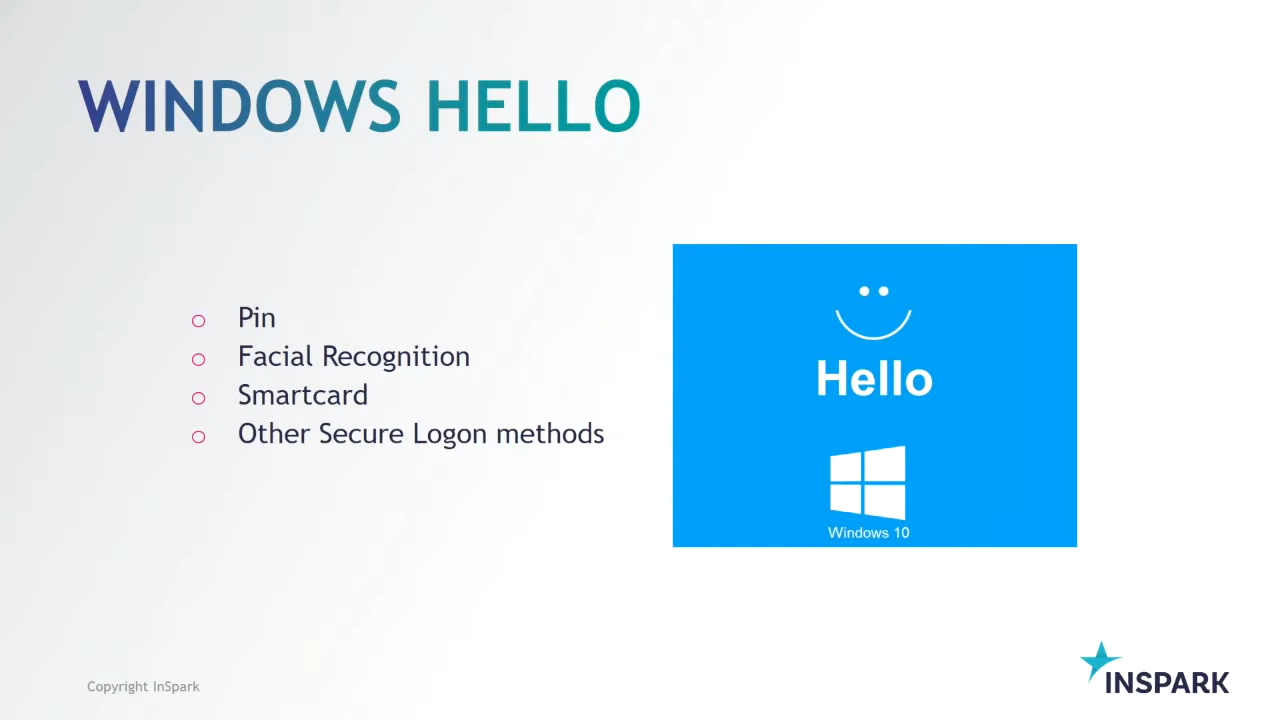 WINDOWS HELLO
Pin
Facial Recognition
Smartcard
Other Secure Logon methods
Hello
Windows 10
Copyright InSpark
INSPARK